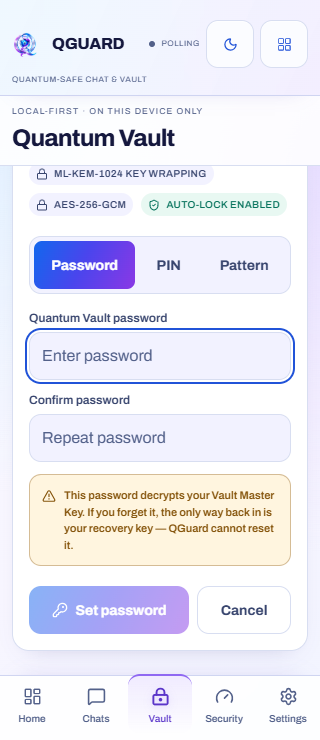 QGUARD
POLLING
QUANTUM-SAFE CHAT & VAULT
LOCAL-FIRST · ON THIS DEVICE ONLY
Quantum Vault
ML-KEM-1024 KEY WRAPPING
AES-256-GCM
AUTO-LOCK ENABLED
Password
PIN
Pattern
Quantum Vault password
Enter password
Confirm password
Repeat password
This password decrypts your Vault Master
Key. If you forget it, the only way back in is
your recovery key — QGuard cannot reset
it.
Set password
Cancel
Home
Chats
Vault
Security
Settings